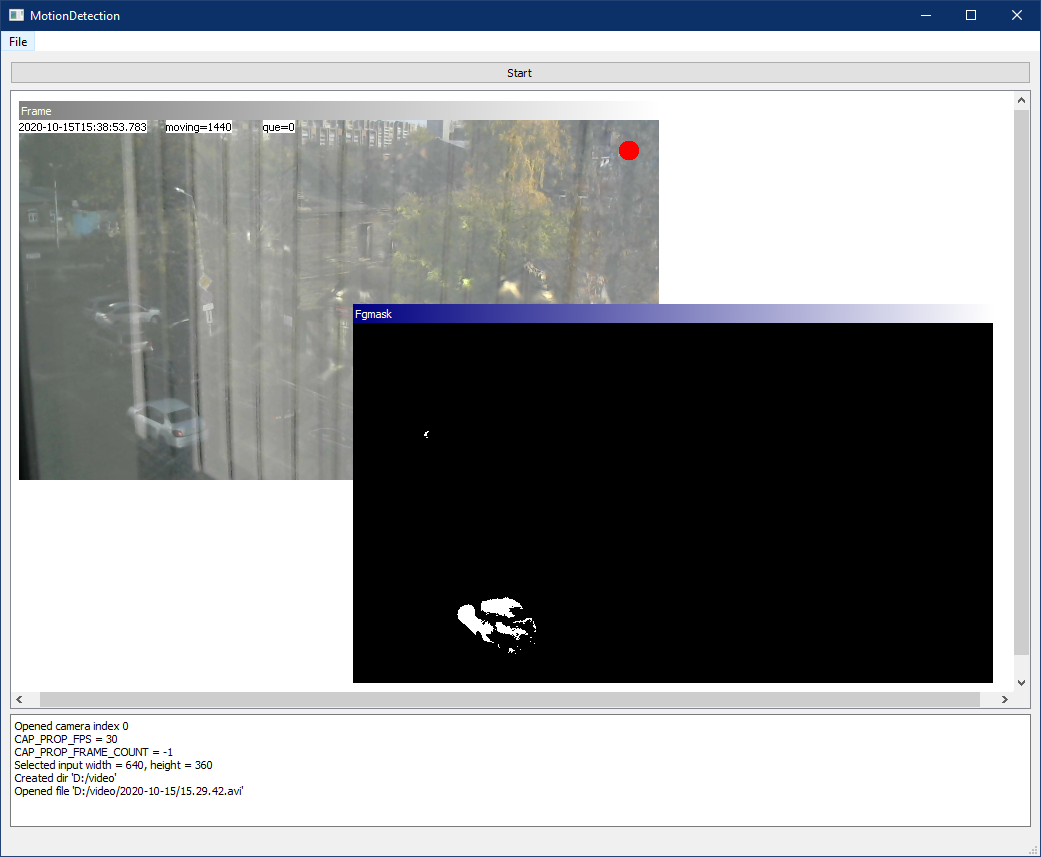 MotionDetection
File
Start
Frame
2020-10-15T15:38:53.783 moving=1440 que=0
Fgmask
Opened camera index 0
CAP_PROP_FPS = 30
CAP_PROP_FRAME_COUNT = -1
Selected input width = 640, height = 360
Created dir 'D:/video'
Opened file 'D:/video/2020-10-15/15.29.42.avi'